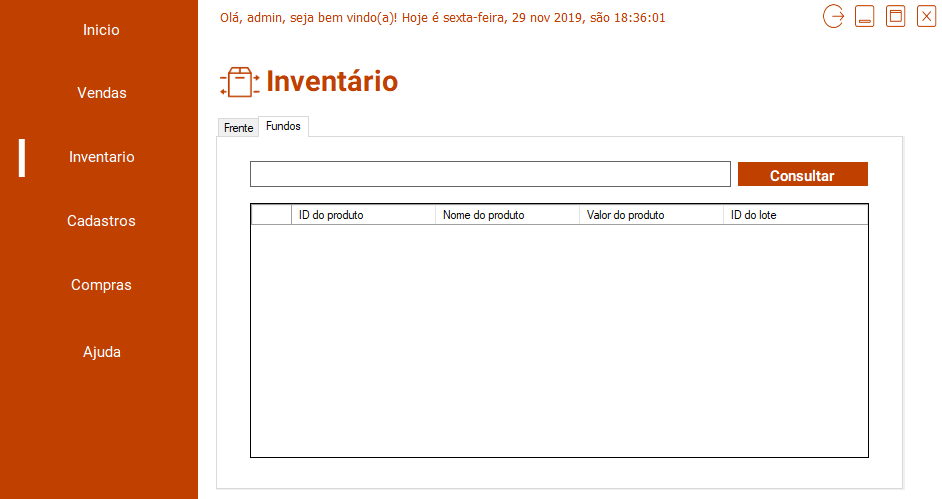 Olá, admin, seja bem vindo(a)! Hoje é sexta-feira, 29 nov 2019, são 18:36:01
Inicio
Vendas
Inventario
Cadastros
Compras
Ajuda
Inventário
Frente Fundos
Consultar
ID do produto Nome do produto Valor do produto ID do lote